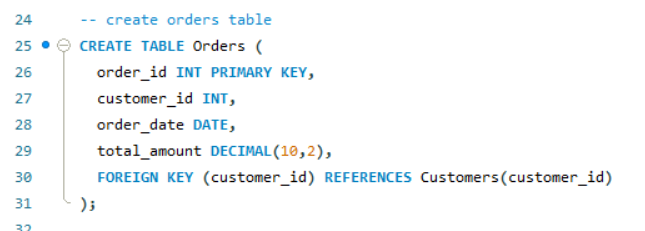 24 -- create orders table
25 CREATE TABLE Orders (
26 order_id INT PRIMARY KEY,
27 customer_id INT,
28 order_date DATE,
29 total_amount DECIMAL(10,2),
30 FOREIGN KEY (customer_id) REFERENCES Customers(customer_id)
31 );
32